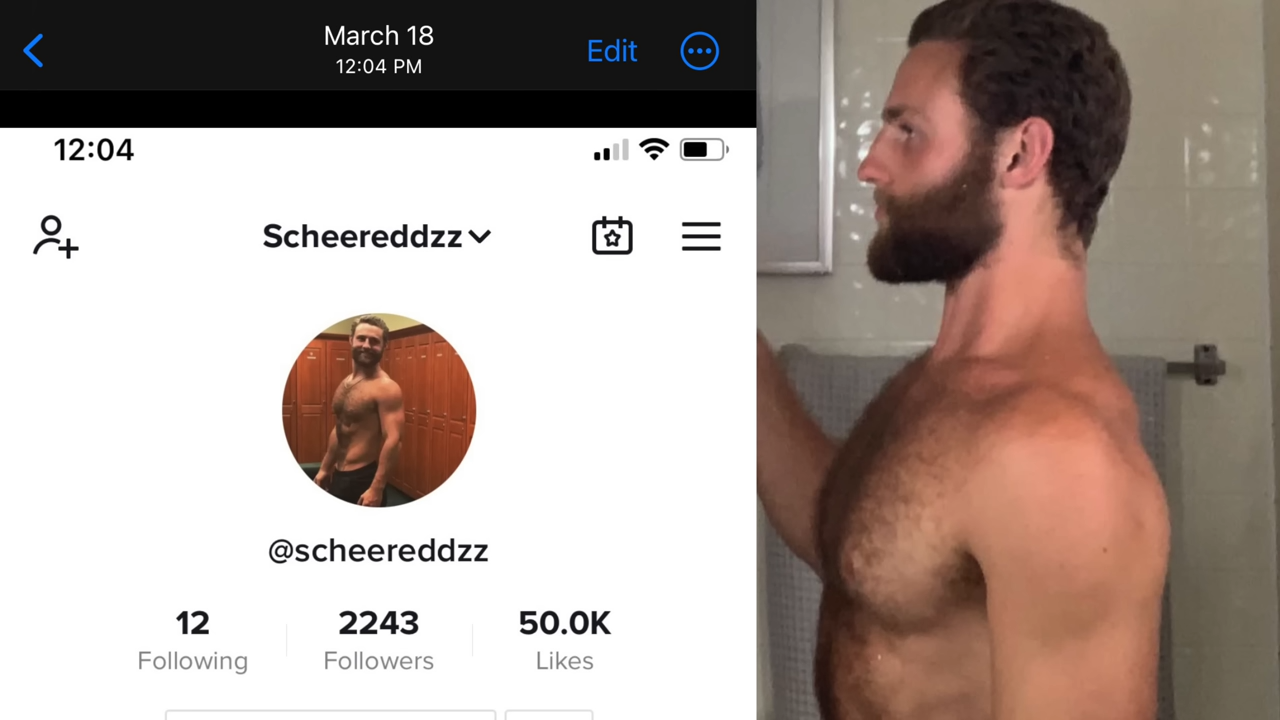 March 18
12:04 PM
Edit
12:04
Scheereddzz
@scheereddzz
12 2243 50.0K
Following Followers Likes